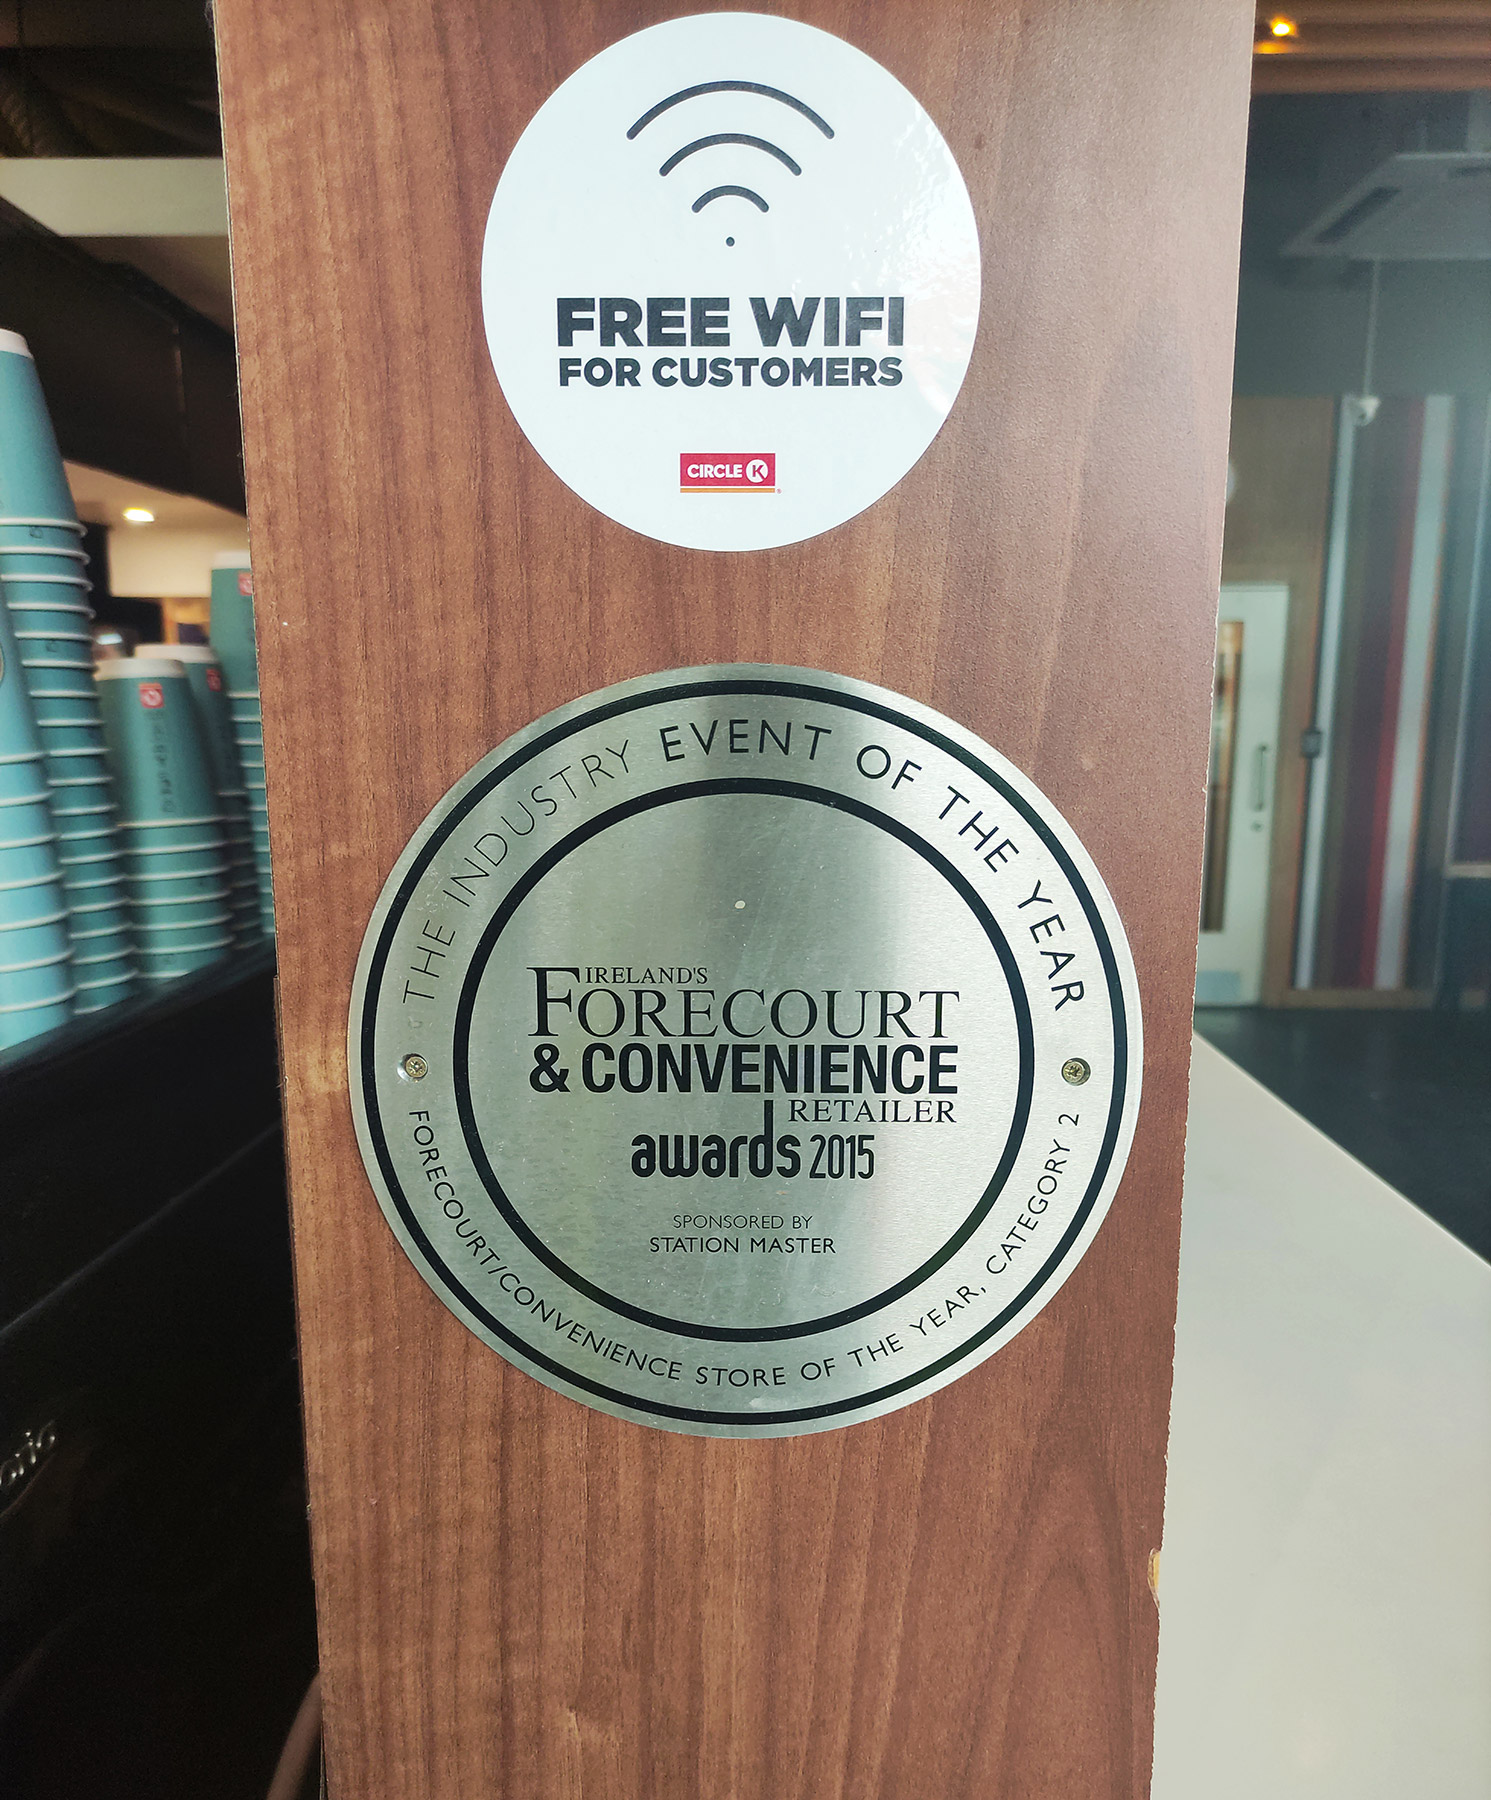 FREE WIFI
FOR CUSTOMERS
CIRCLE K
THE INDUSTRY EVENT OF THE YEAR
IRELAND'S
FORECOURT
& CONVENIENCE
RETAILER
awards 2015
SPONSORED BY
STATION MASTER
FORECOURT/CONVENIENCE STORE OF THE YEAR, CATEGORY 2